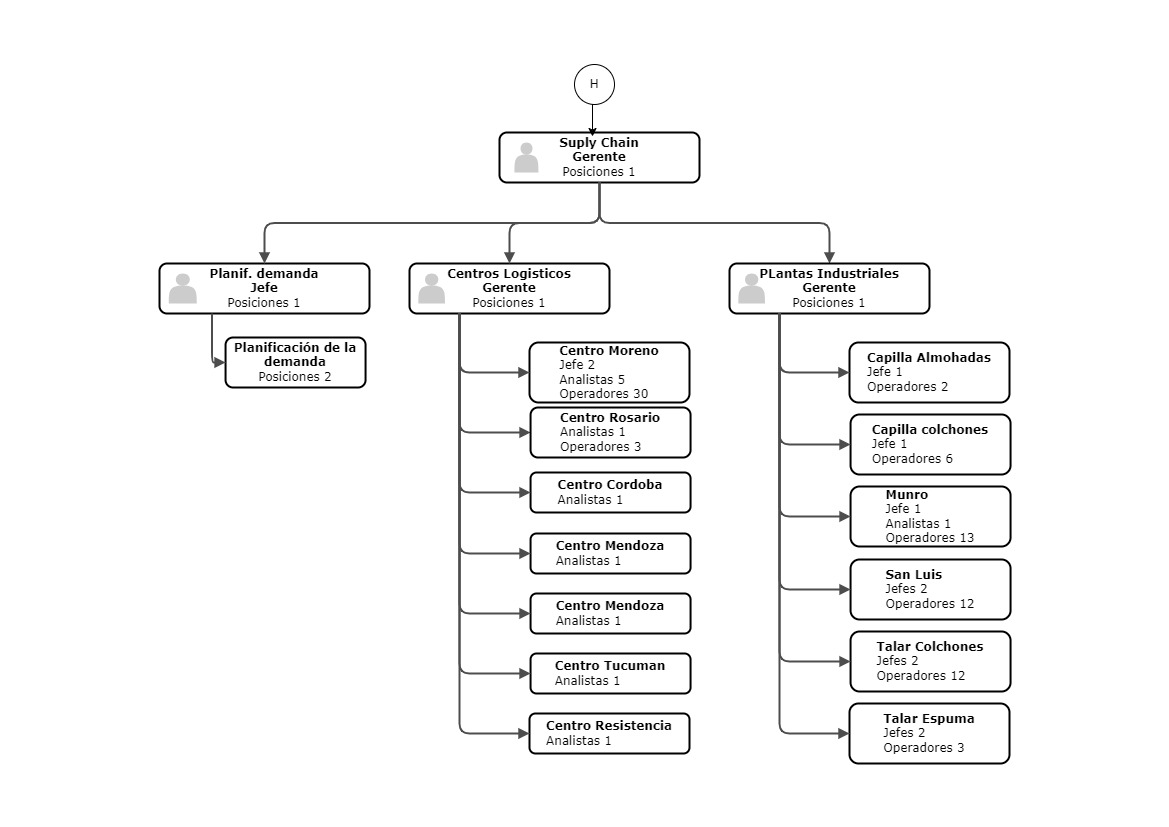 H
Suply Chain
Gerente
Posiciones 1
Planif. demanda
Jefe
Posiciones 1
Planificación de la
demanda
Posiciones 2
Centros Logisticos
Gerente
Posiciones 1
Centro Moreno
Jefe 2
Analistas 5
Operadores 30
Centro Rosario
Analistas 1
Operadores 3
Centro Cordoba
Analistas 1
Centro Mendoza
Analistas 1
Centro Mendoza
Analistas 1
Centro Tucuman
Analistas 1
Centro Resistencia
Analistas 1
PLantas Industriales
Gerente
Posiciones 1
Capilla Almohadas
Jefe 1
Operadores 2
Capilla colchones
Jefe 1
Operadores 6
Munro
Jefe 1
Analistas 1
Operadores 13
San Luis
Jefes 2
Operadores 12
Talar Colchones
Jefes 2
Operadores 12
Talar Espuma
Jefes 2
Operadores 3